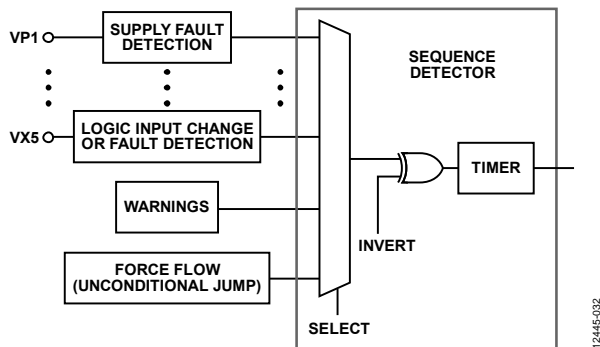 VP1
SUPPLY FAULT
DETECTION
SEQUENCE
DETECTOR
VX5
LOGIC INPUT CHANGE
OR FAULT DETECTION
TIMER
WARNINGS
INVERT
FORCE FLOW
(UNCONDITIONAL JUMP)
SELECT
12445-032